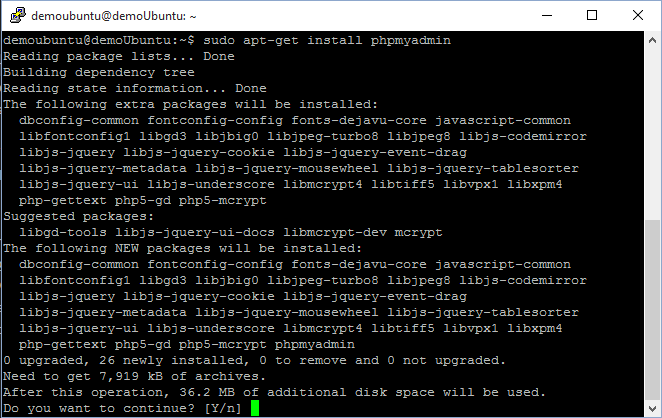 demoubuntu@demoUbuntu: ~
demoubuntu@demoUbuntu:~$ sudo apt-get install phpmyadmin
Reading package lists... Done
Building dependency tree
Reading state information... Done
The following extra packages will be installed:
  dbconfig-common fontconfig-config fonts-dejavu-core javascript-common
  libfontconfig1 libgd3 libjbig0 libjpeg-turbo8 libjpeg8 libjs-codemirror
  libjs-jquery libjs-jquery-cookie libjs-jquery-event-drag
  libjs-jquery-metadata libjs-jquery-mousewheel libjs-jquery-tablesorter
  libjs-jquery-ui libjs-underscore libmcrypt4 libtiff5 libvpx1 libxpm4
  php-gettext php5-gd php5-mcrypt
Suggested packages:
  libgd-tools libjs-jquery-ui-docs libmcrypt-dev mcrypt
The following NEW packages will be installed:
  dbconfig-common fontconfig-config fonts-dejavu-core javascript-common
  libfontconfig1 libgd3 libjbig0 libjpeg-turbo8 libjpeg8 libjs-codemirror
  libjs-jquery libjs-jquery-cookie libjs-jquery-event-drag
  libjs-jquery-metadata libjs-jquery-mousewheel libjs-jquery-tablesorter
  libjs-jquery-ui libjs-underscore libmcrypt4 libtiff5 libvpx1 libxpm4
  php-gettext php5-gd php5-mcrypt phpmyadmin
0 upgraded, 26 newly installed, 0 to remove and 0 not upgraded.
Need to get 7,919 kB of archives.
After this operation, 36.2 MB of additional disk space will be used.
Do you want to continue? [Y/n]